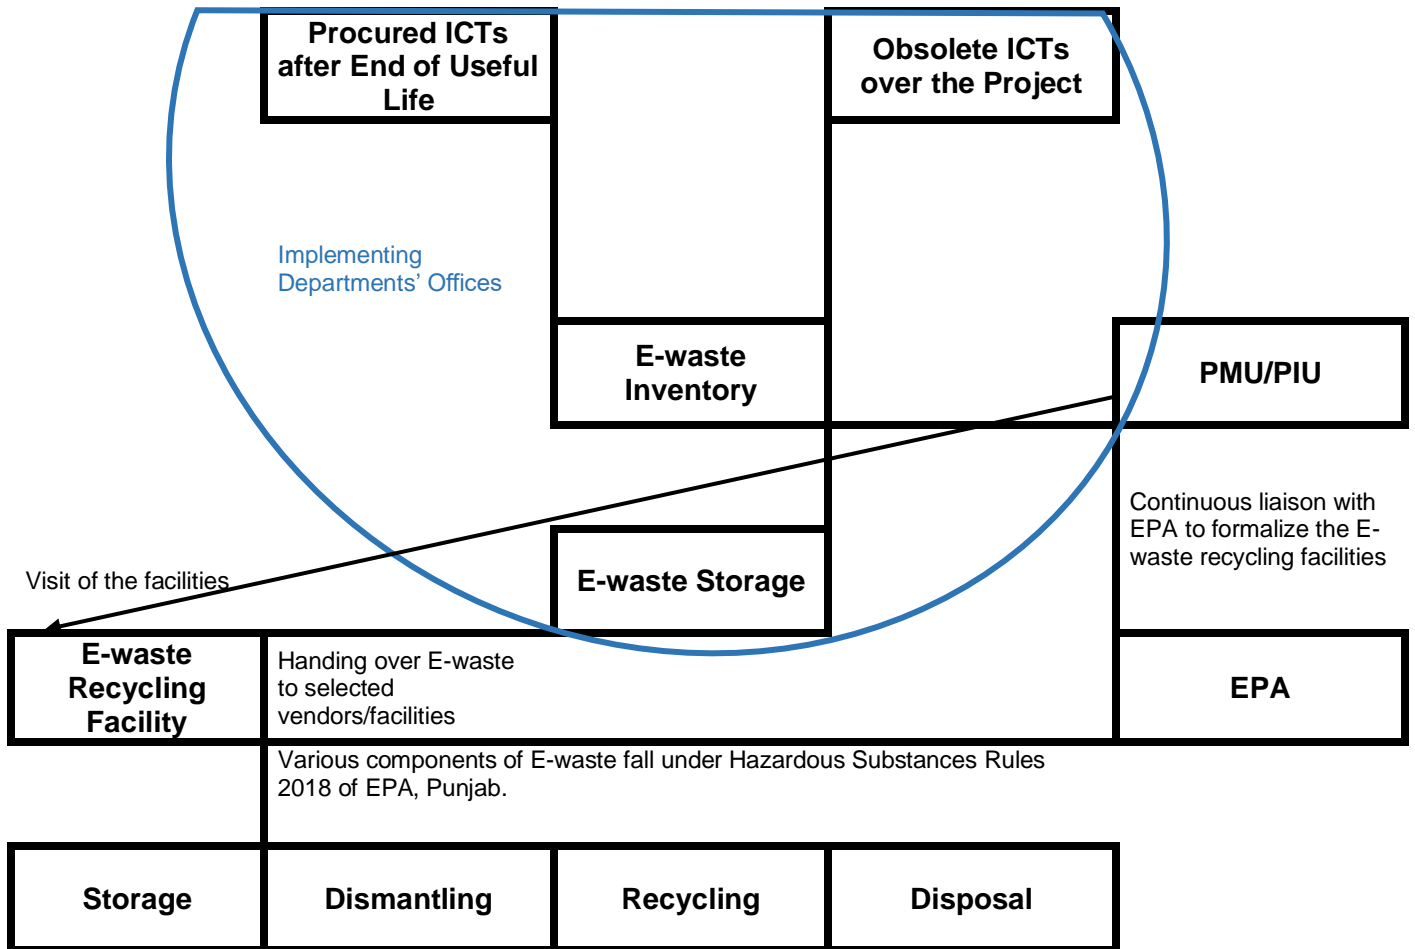 Procured ICTs
after End of Useful
Life
Obsolete ICTs
over the Project
Implementing
Departments’ Offices
E-waste
Inventory
PMU/PIU
Continuous liaison with
EPA to formalize the E-
waste recycling facilities
E-waste Storage
Visit of the facilities
E-waste
Recycling
Facility
Handing over E-waste
to selected
vendors/facilities
EPA
Various components of E-waste fall under Hazardous Substances Rules
2018 of EPA, Punjab.
Storage
Dismantling
Recycling
Disposal